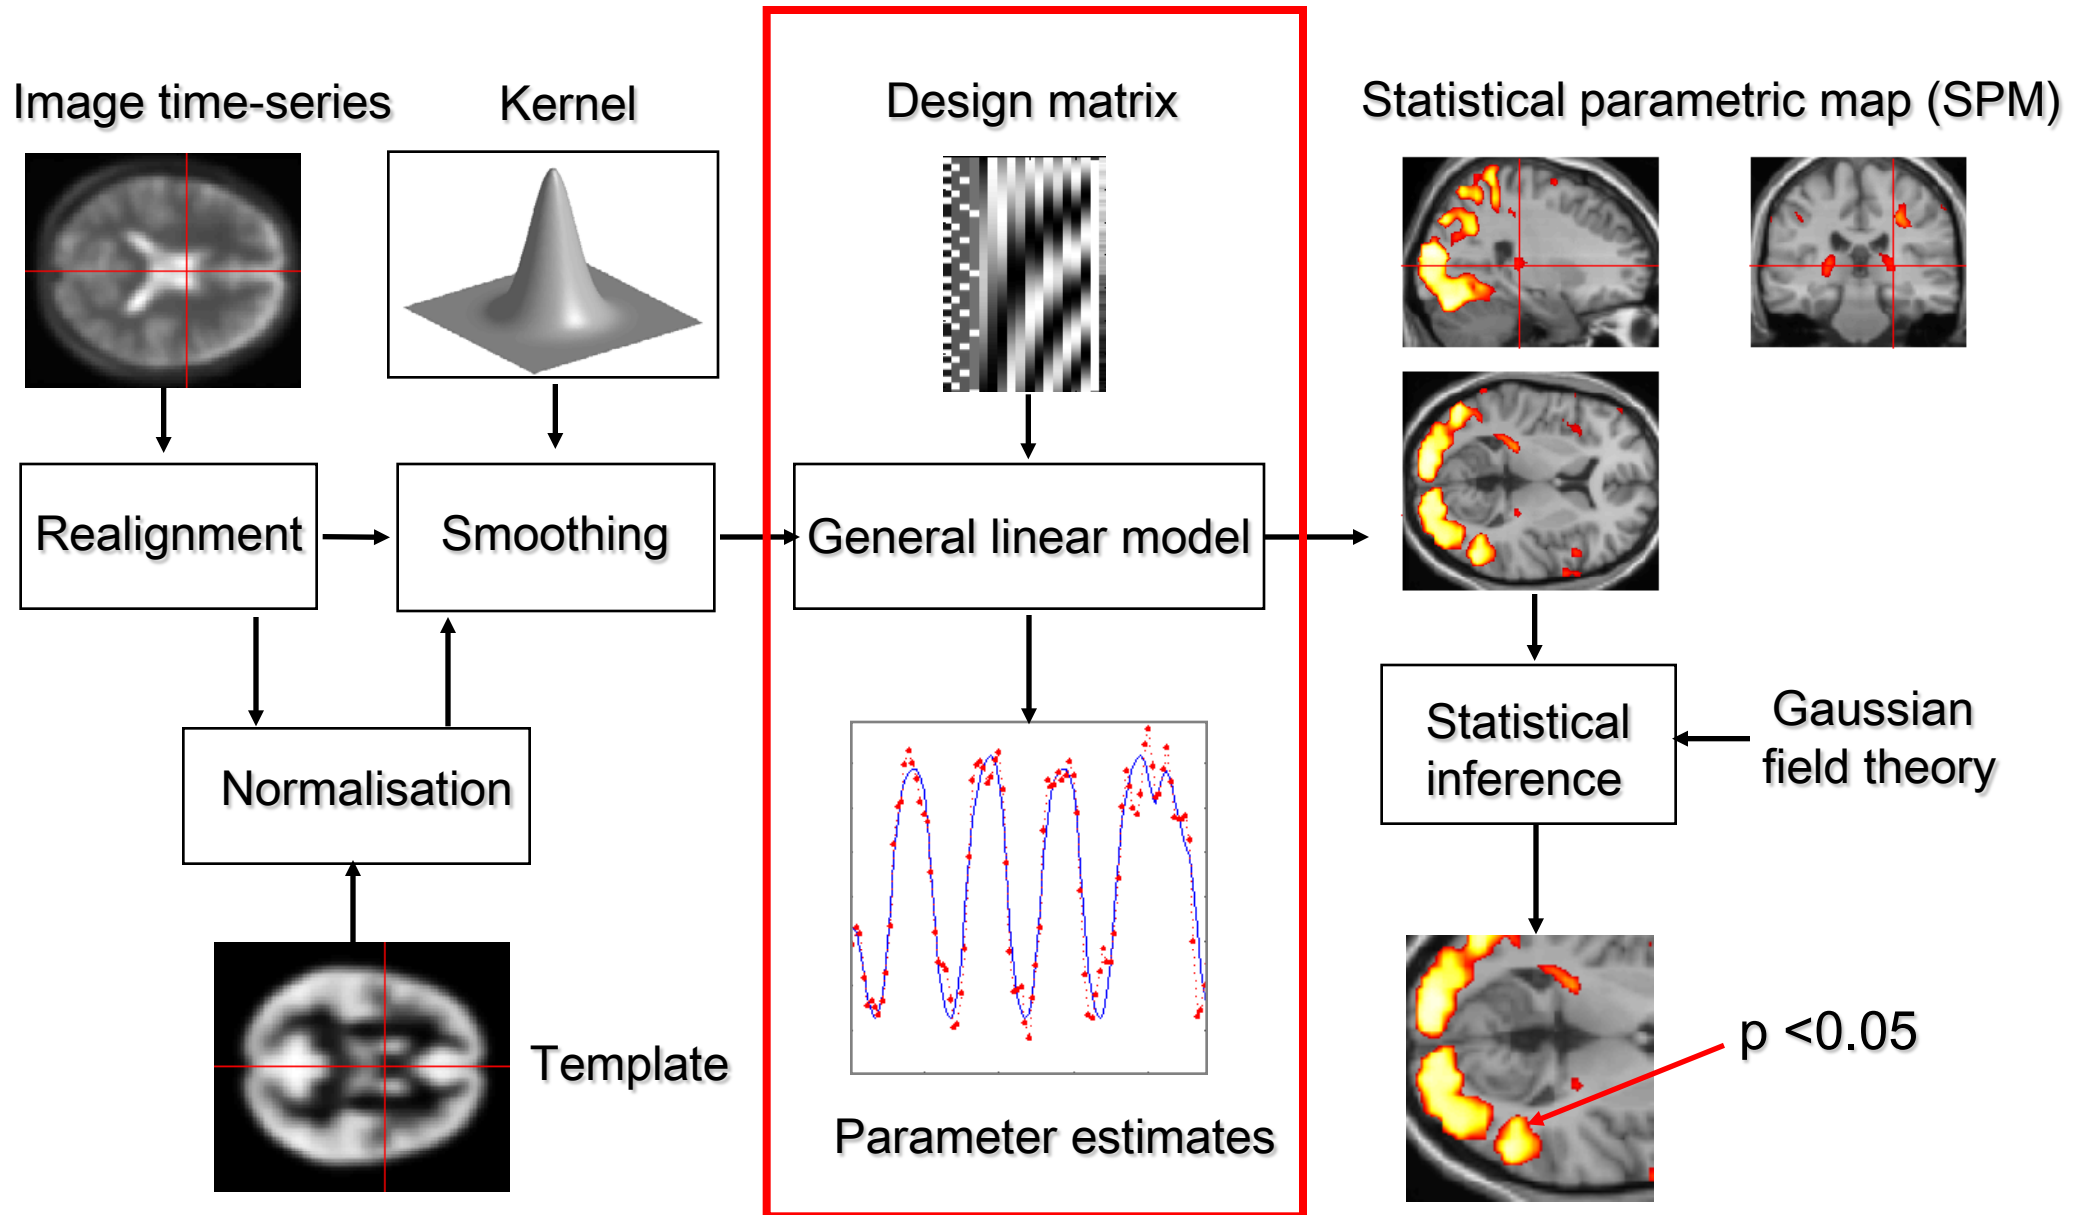 Image time-series
Kernel
Design matrix
Statistical parametric map (SPM)
Realignment
Smoothing
General linear model
Normalisation
Statistical
inference
Gaussian
field theory
Template
Parameter estimates
p <0.05